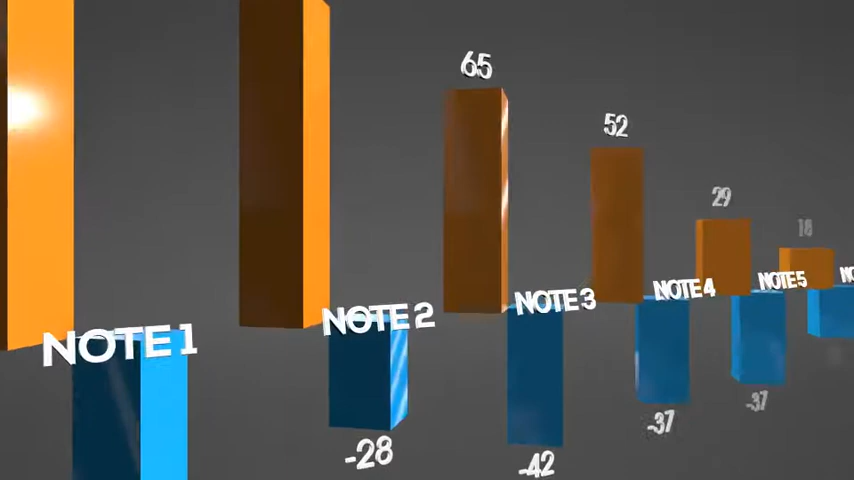 65
52
29
18
NOTE 1
NOTE 2
NOTE 3
NOTE 4
NOTE 5
-28
-42
-37
-37